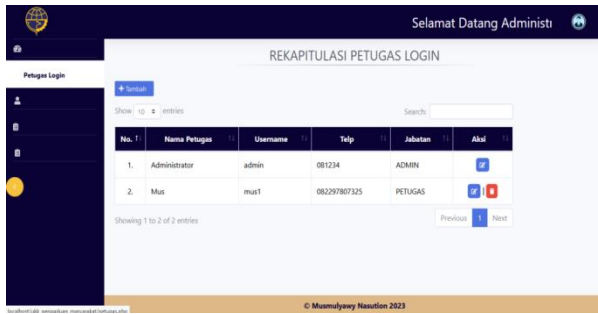 Selamat Datang Administ
Petugas Login
REKAPITULASI PETUGAS LOGIN
+ Tambah
Show 10 entries
Search:
No. Nama Petugas Username Telp Jabatan Aksi
1. Administrator admin 081234 ADMIN
2. Mus mus1 082297807325 PETUGAS
Showing 1 to 2 of 2 entries
Previous 1 Next
© Musmulyawy Nasution 2023